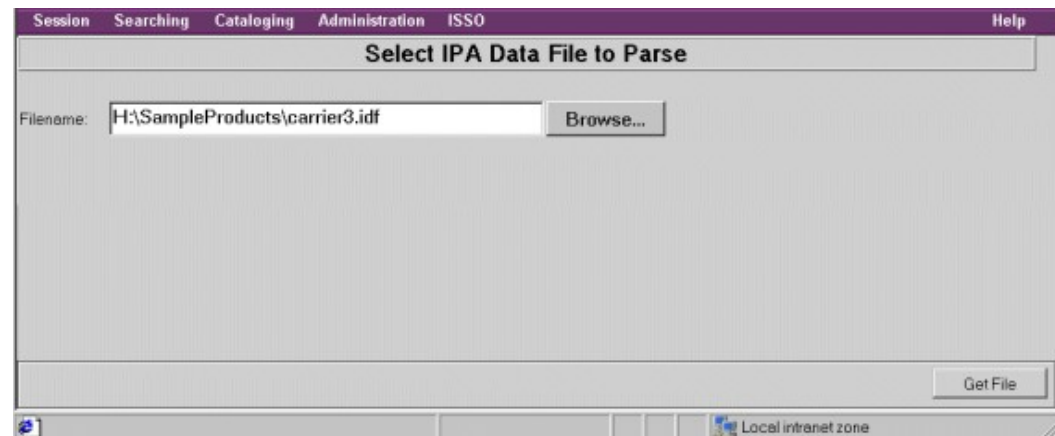 Session Searching Cataloging Administration ISSO Help
Select IPA Data File to Parse
Filename: H:\SampleProducts\carrier3.idf Browse...
Get File
Local intranet zone